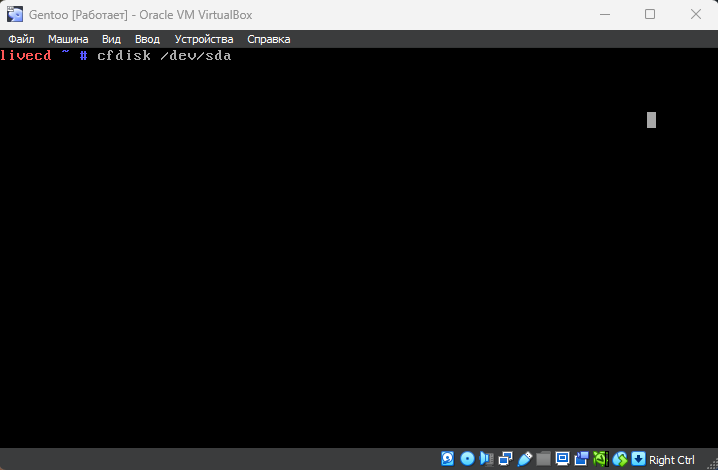 Gentoo [Работает] - Oracle VM VirtualBox
Файл Машина Вид Ввод Устройства Справка
livecd ~ # cfdisk /dev/sda
Right Ctrl